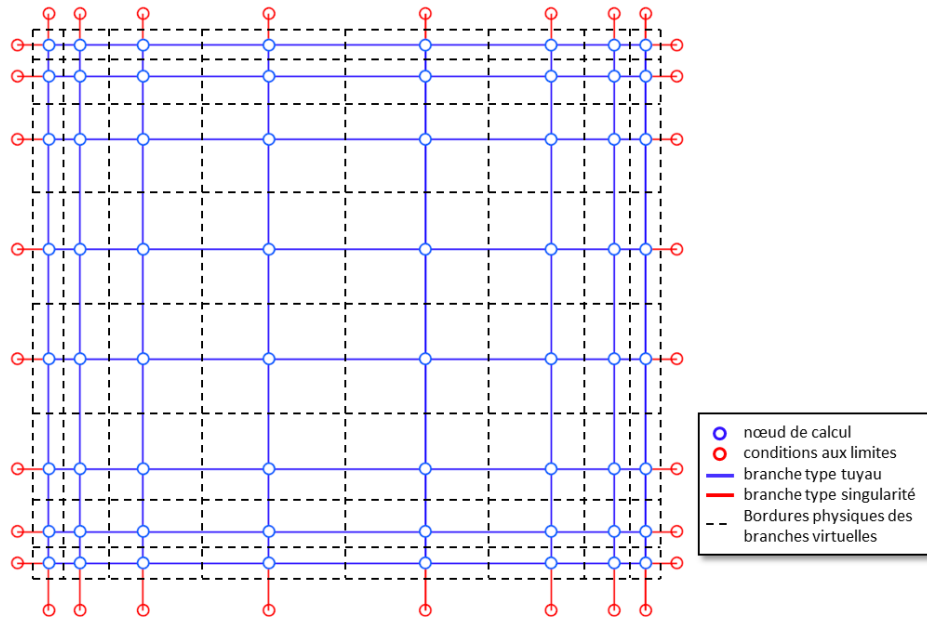 nœud de calcul
conditions aux limites
branche type tuyau
branche type singularité
Bordures physiques des
branches virtuelles